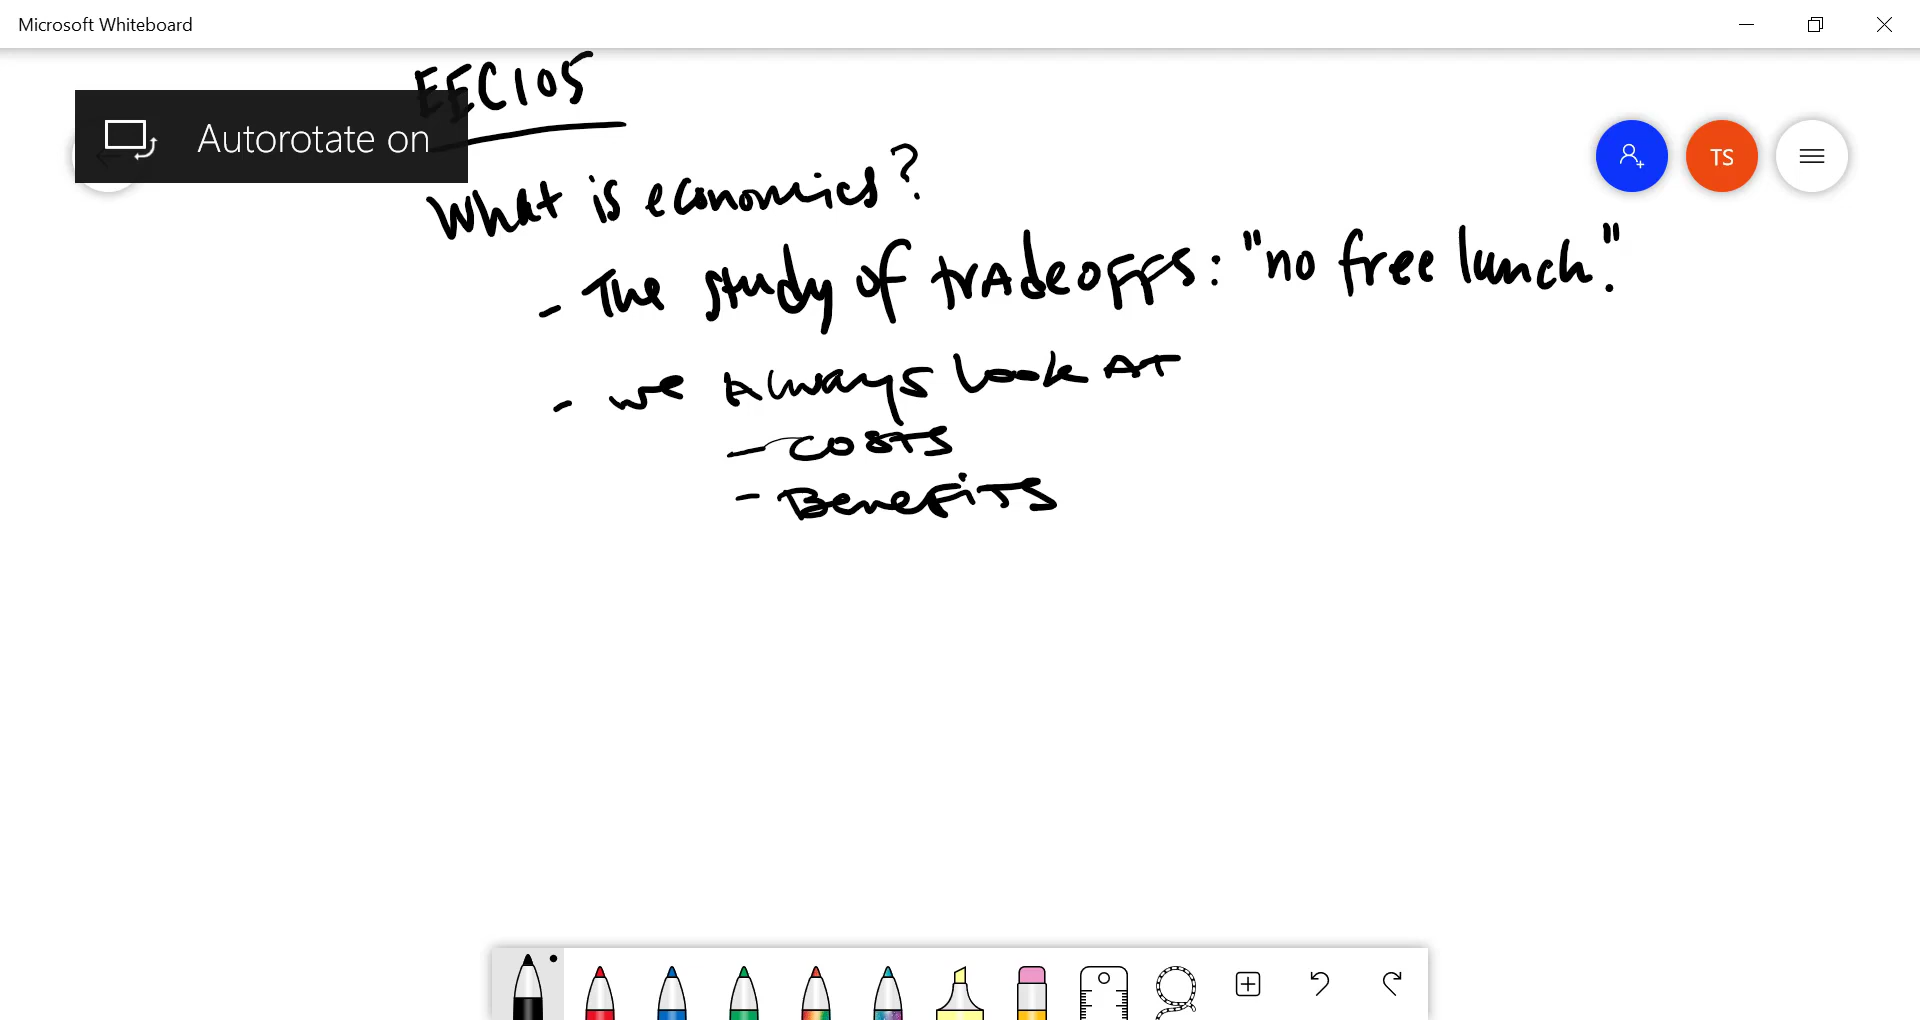 Microsoft Whiteboard
EEC105
Autorotate on
TS
What is economics?
- The study of tradeoffs: "no free lunch."
- we Always look At
- costs
- Benefits